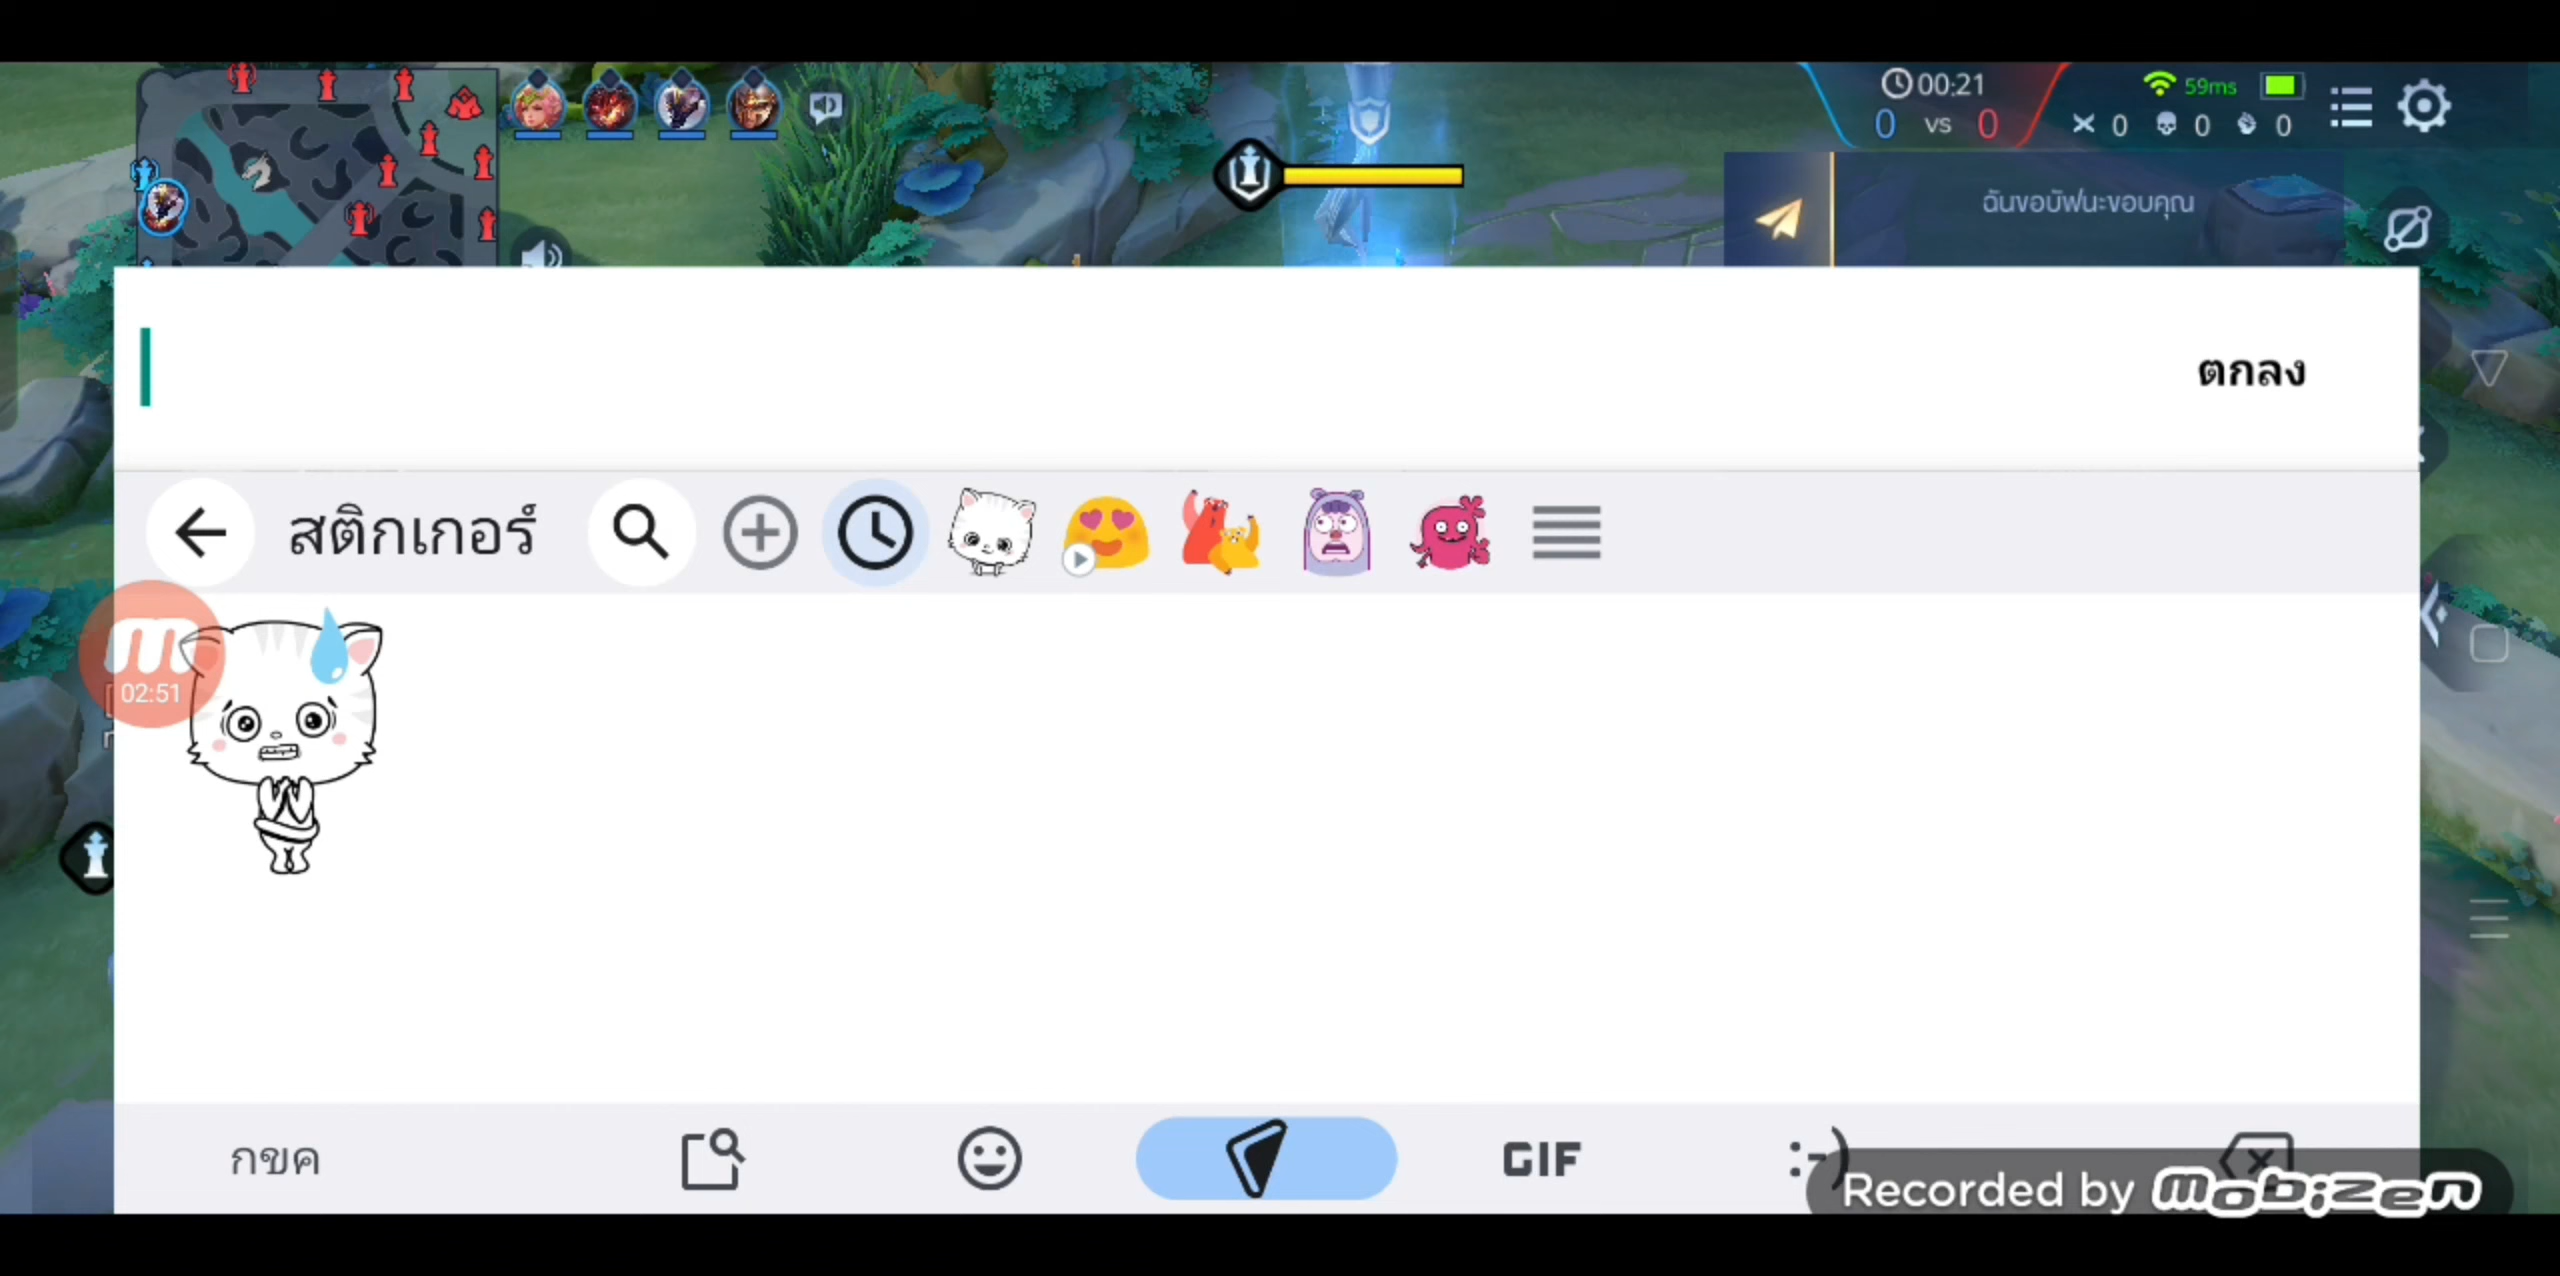 00:21
59ms
0 vs 0
0 0 0
ฉันขอบัฟนะขอบคุณ
ตกลง
สติกเกอร์
m
02:51
กขค
GIF
:-)
Recorded by mobizen